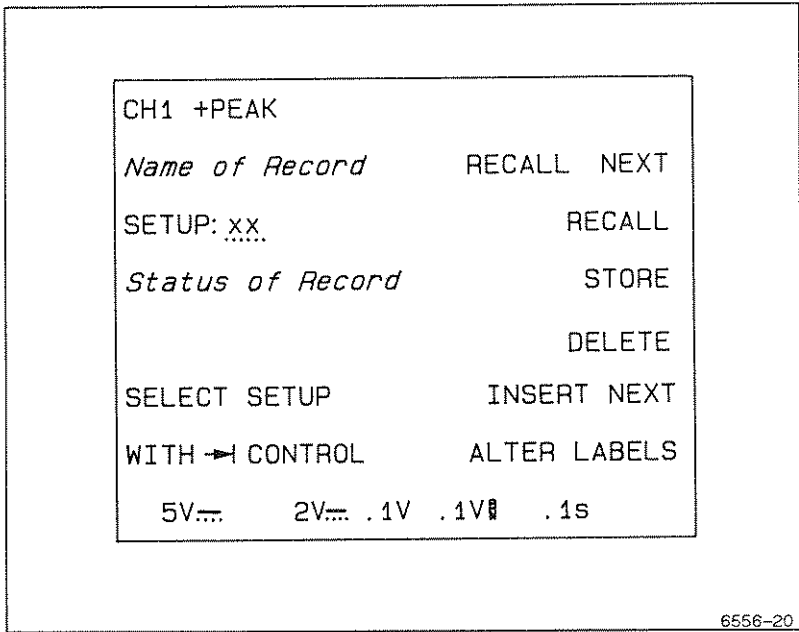 CH1 +PEAK
Name of Record RECALL NEXT
SETUP: xx RECALL
Status of Record STORE
DELETE
SELECT SETUP INSERT NEXT
WITH →| CONTROL ALTER LABELS
5V 2V .1V .1V .1s
6556-20